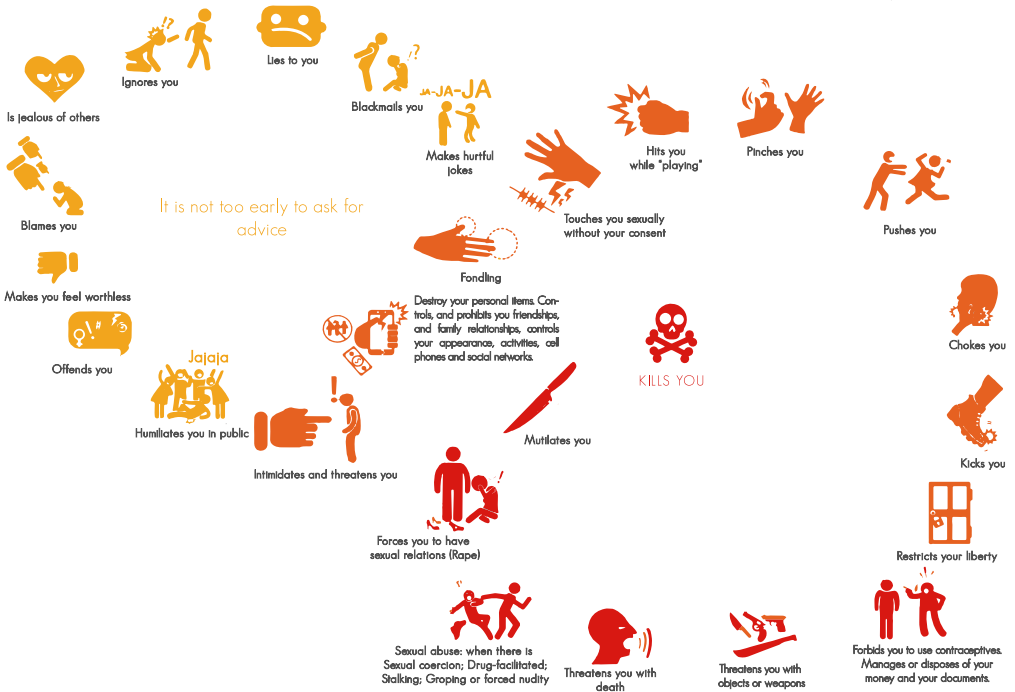 Ignores you
Lies to you
Blackmails you
JA-JA-JA
Makes hurtful
jokes
Is jealous of others
Blames you
It is not too early to ask for
advice
Makes you feel worthless
Offends you
Jajaja
Humiliates you in public
Intimidates and threatens you
Destroy your personal items. Con-
trols, and prohibits you friendships,
and family relationships, controls
your appearance, activities, cell
phones and social networks.
Fondling
Touches you sexually
without your consent
Hits you
while "playing"
Pinches you
Pushes you
Chokes you
Kicks you
Restricts your liberty
Forbids you to use contraceptives.
Manages or disposes of your
money and your documents.
Threatens you with
objects or weapons
Threatens you with
death
Sexual abuse: when there is
Sexual coercion; Drug-facilitated;
Stalking; Groping or forced nudity
Forces you to have
sexual relations (Rape)
Mutilates you
KILLS YOU